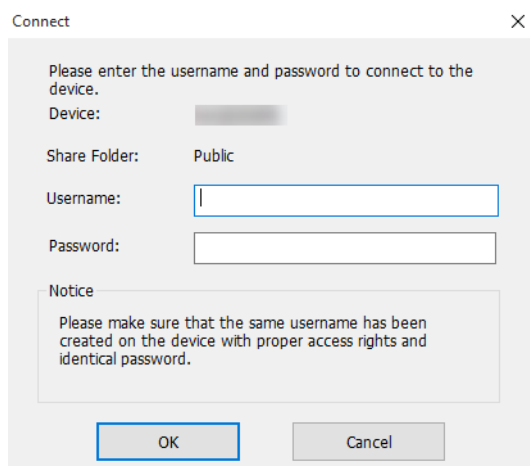 Connect
Please enter the username and password to connect to the
device.
Device:
Share Folder: Public
Username:
Password:
Notice
Please make sure that the same username has been
created on the device with proper access rights and
identical password.
OK Cancel